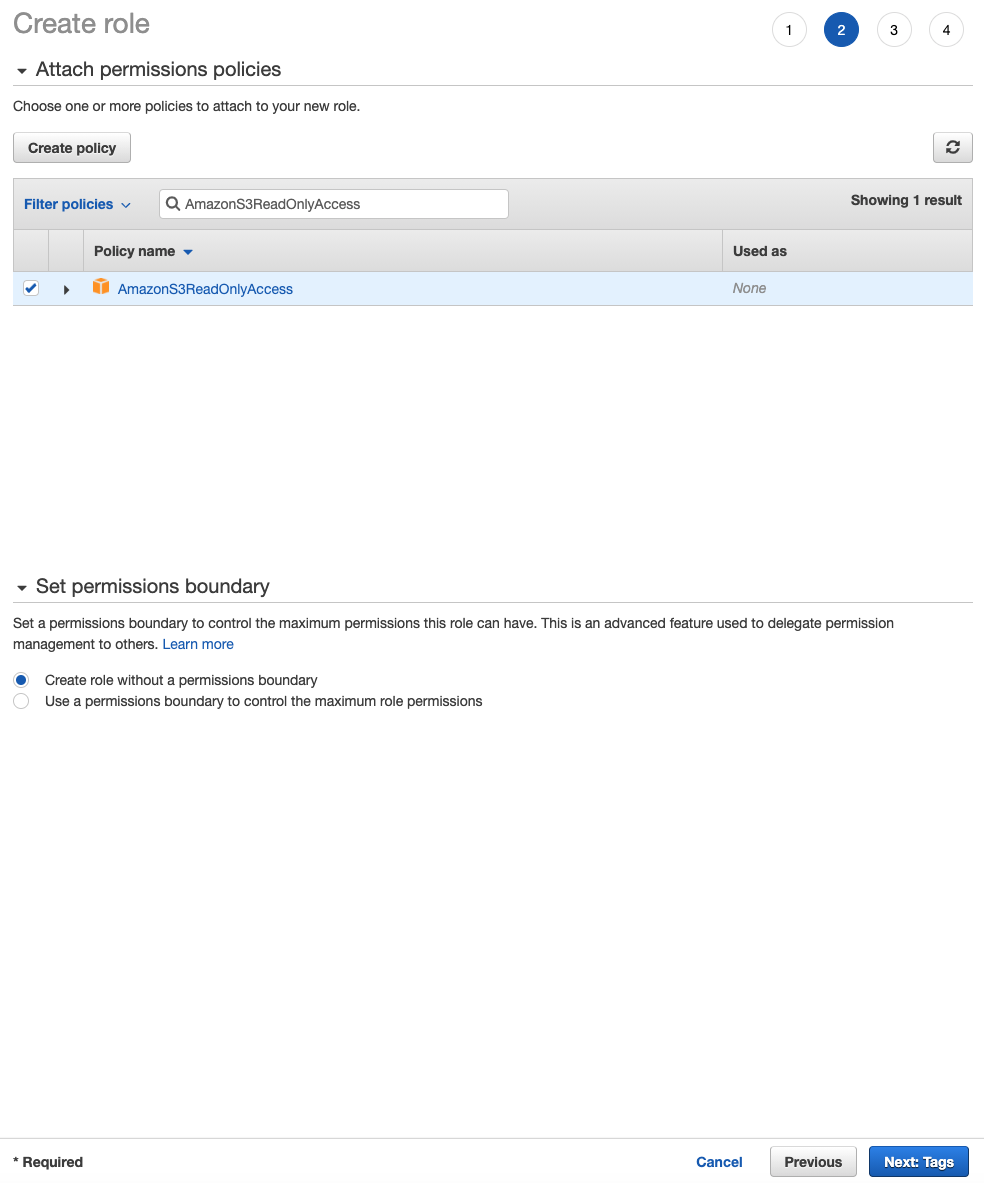 Create role
1 2 3 4
Attach permissions policies
Choose one or more policies to attach to your new role.
Create policy
Filter policies AmazonS3ReadOnlyAccess Showing 1 result
Policy name Used as
AmazonS3ReadOnlyAccess None
Set permissions boundary
Set a permissions boundary to control the maximum permissions this role can have. This is an advanced feature used to delegate permission
management to others. Learn more
Create role without a permissions boundary
Use a permissions boundary to control the maximum role permissions
* Required Cancel Previous Next: Tags